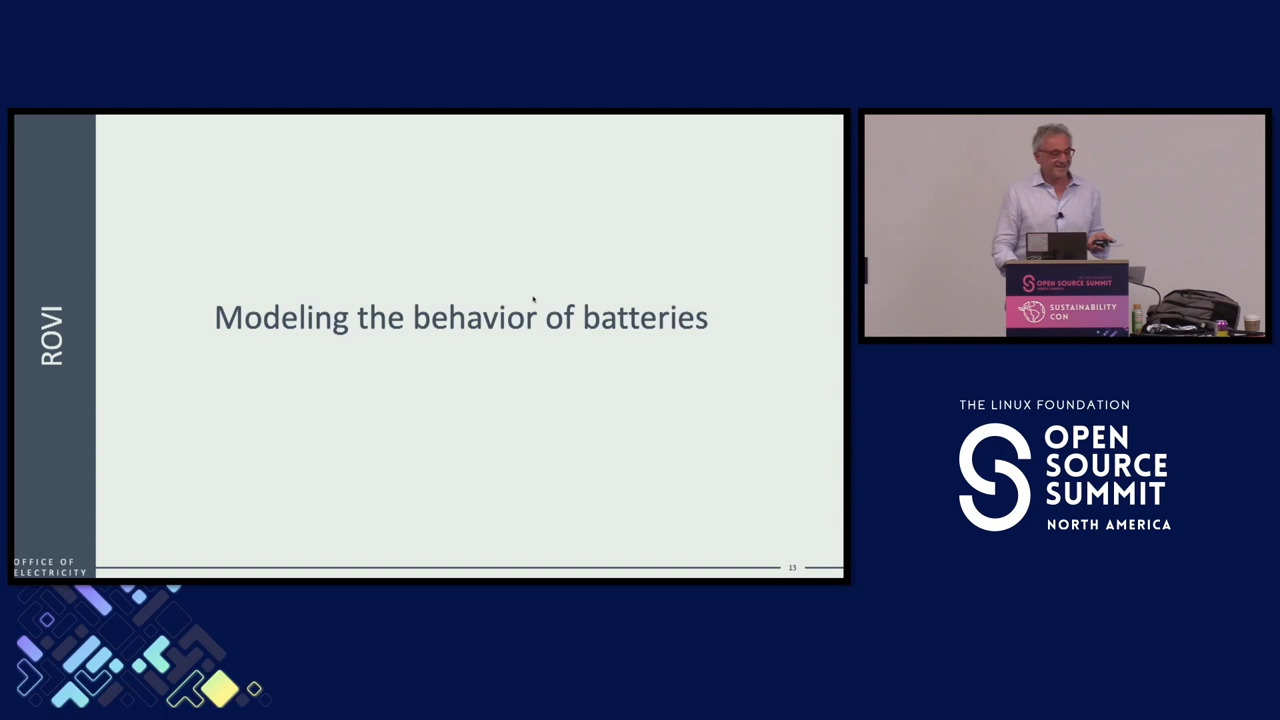 ROVI
Modeling the behavior of batteries
OFFICE OF
ELECTRICITY
13
OPEN SOURCE SUMMIT
SUSTAINABILITY
CON
THE LINUX FOUNDATION
OPEN
SOURCE
SUMMIT
NORTH AMERICA